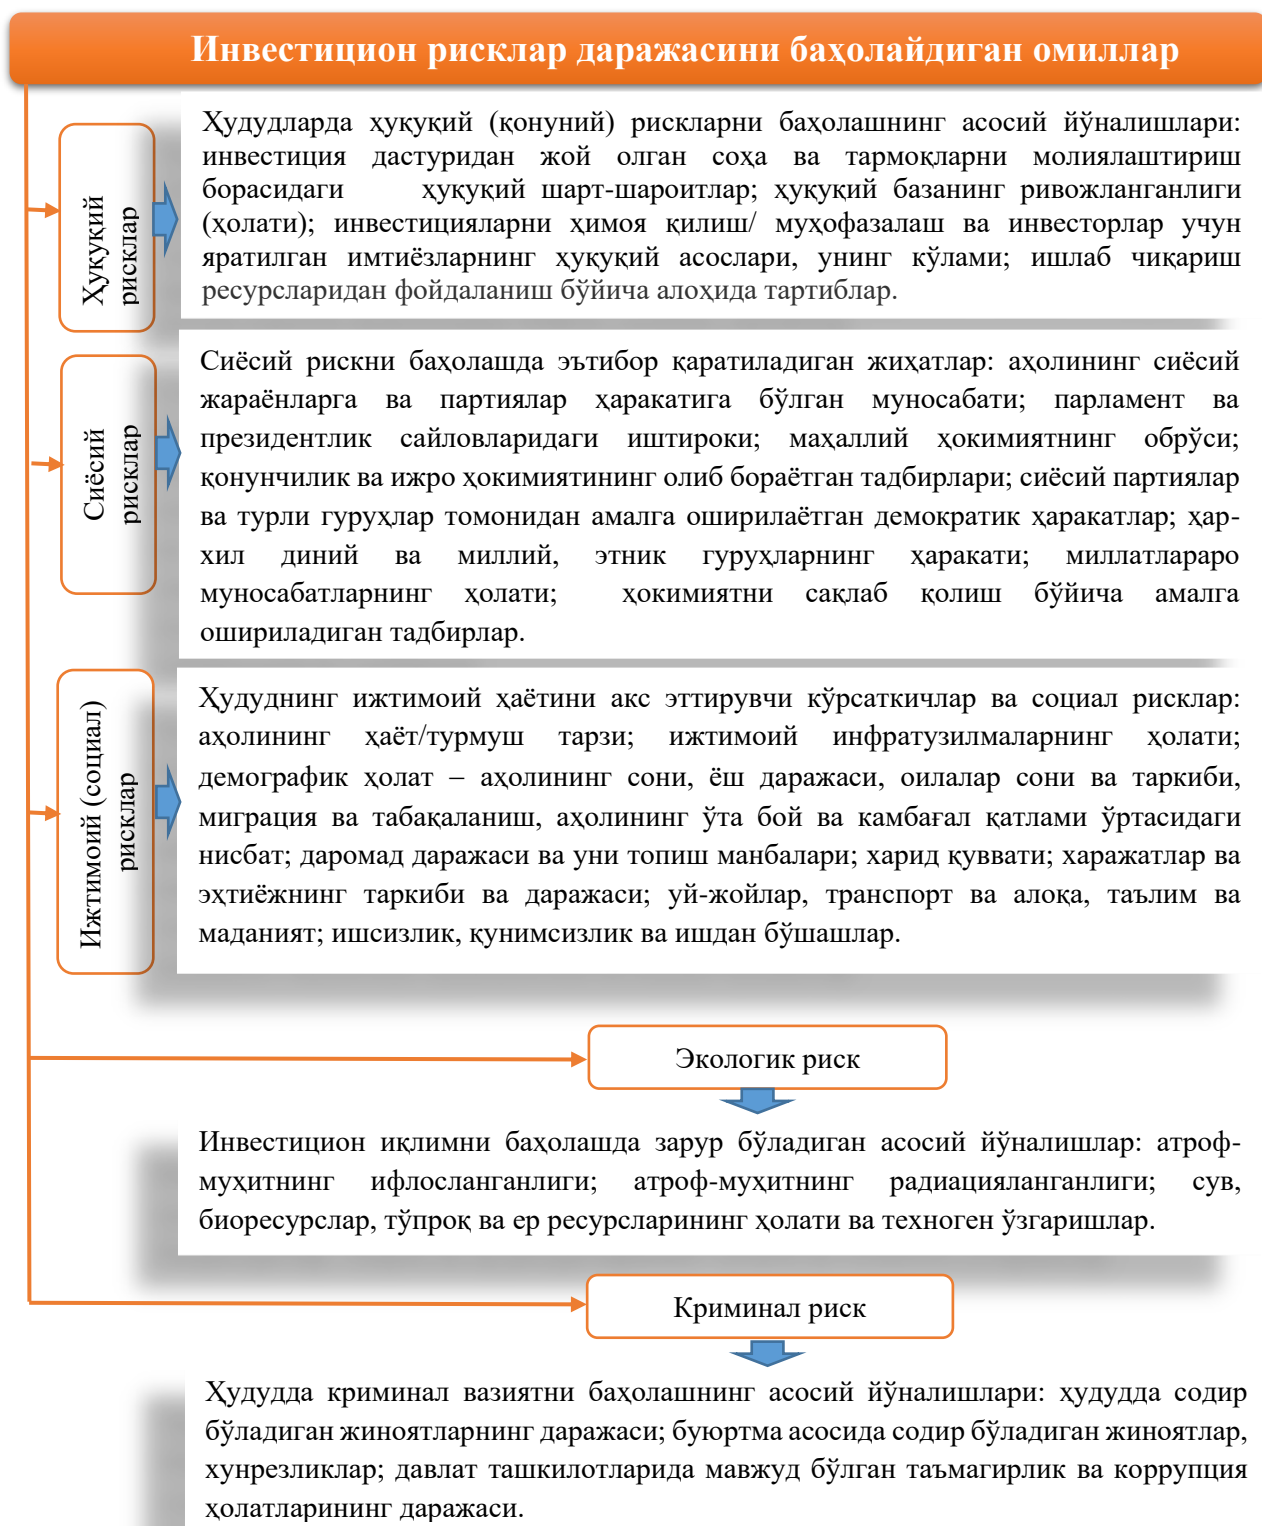 Инвестицион рисклар даражасини баҳолайдиган омиллар
Ҳуқуқий
рисклар
Ҳудудларда ҳуқуқий (қонуний) рискларни баҳолашнинг асосий йўналишлари:
инвестиция дастуридан жой олган соҳа ва тармоқларни молиялаштириш
борасидаги ҳуқуқий шарт-шароитлар; ҳуқуқий базанинг ривожланганлиги
(ҳолати); инвестицияларни ҳимоя қилиш/ муҳофазалаш ва инвесторлар учун
яратилган имтиёзларнинг ҳуқуқий асослари, унинг кўлами; ишлаб чиқариш
ресурсларидан фойдаланиш бўйича алоҳида тартиблар.
Сиёсий
рисклар
Сиёсий рискни баҳолашда эътибор қаратиладиган жиҳатлар: аҳолининг сиёсий
жараёнларга ва партиялар ҳаракатига бўлган муносабати; парламент ва
президентлик сайловларидаги иштироки; маҳаллий ҳокимиятнинг обрўси;
қонунчилик ва ижро ҳокимиятининг олиб бораётган тадбирлари; сиёсий партиялар
ва турли гуруҳлар томонидан амалга оширилаётган демократик ҳаракатлар; ҳар-
хил диний ва миллий, этник гуруҳларнинг ҳаракати; миллатлараро
муносабатларнинг ҳолати; ҳокимиятни сақлаб қолиш бўйича амалга
ошириладиган тадбирлар.
Ижтимоий (социал)
рисклар
Ҳудуднинг ижтимоий ҳаётини акс эттирувчи кўрсаткичлар ва социал рисклар:
аҳолининг ҳаёт/турмуш тарзи; ижтимоий инфратузилмаларнинг ҳолати;
демографик ҳолат – аҳолининг сони, ёш даражаси, оилалар сони ва таркиби,
миграция ва табақаланиш, аҳолининг ўта бой ва камбағал қатлами ўртасидаги
нисбат; даромад даражаси ва уни топиш манбалари; харид қуввати; харажатлар ва
эҳтиёжнинг таркиби ва даражаси; уй-жойлар, транспорт ва алоқа, таълим ва
маданият; ишсизлик, қунимсизлик ва ишдан бўшашлар.
Экологик риск
Инвестицион иқлимни баҳолашда зарур бўладиган асосий йўналишлар: атроф-
муҳитнинг ифлосланганлиги; атроф-муҳитнинг радиацияланганлиги; сув,
биоресурслар, тўпроқ ва ер ресурсларининг ҳолати ва техноген ўзгаришлар.
Криминал риск
Ҳудудда криминал вазиятни баҳолашнинг асосий йўналишлари: ҳудудда содир
бўладиган жиноятларнинг даражаси; буюртма асосида содир бўладиган жиноятлар,
хунрезликлар; давлат ташкилотларида мавжуд бўлган таъмагирлик ва коррупция
ҳолатларининг даражаси.